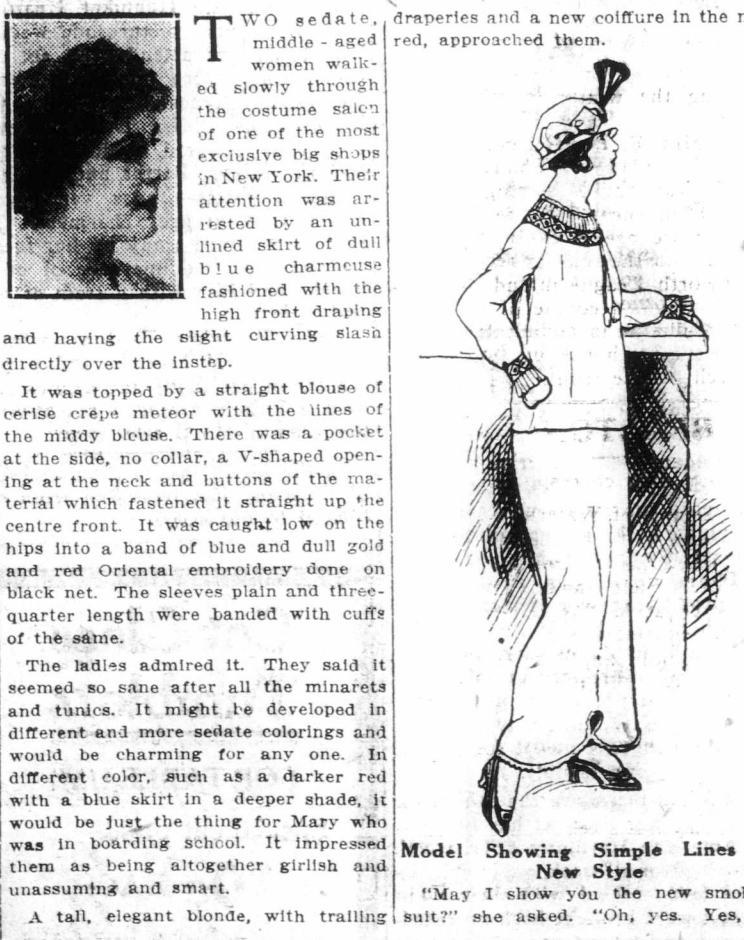 TWO sedate,
middle - aged
women walk-
ed slowly through
the costume salon
of one of the most
exclusive big shops
in New York. Their
attention was ar-
rested by an un-
lined skirt of dull
blue charmeuse
fashioned with the
high front draping
and having the slight curving slash
directly over the instep.
It was topped by a straight blouse of
cerise crepe meteor with the lines of
the middy blouse. There was a pocket
at the side, no collar, a V-shaped open-
ing at the neck and buttons of the ma-
terial which fastened it straight up the
centre front. It was caught low on the
hips into a band of blue and dull gold
and red Oriental embroidery done on
black net. The sleeves plain and three-
quarter length were banded with cuffs
of the same.
The ladies admired it. They said it
seemed so sane after all the minarets
and tunics. It might be developed in
different and more sedate colorings and
would be charming for any one. In
different color, such as a darker red
with a blue skirt in a deeper shade, it
would be just the thing for Mary who
was in boarding school. It impressed
them as being altogether girlish and
unassuming and smart.
A tall, elegant blonde, with trailing
draperies and a new coiffure in the
red, approached them.
Model Showing Simple Lines
New Style
"May I show you the new
suit?" she asked. "Oh, yes. Yes,